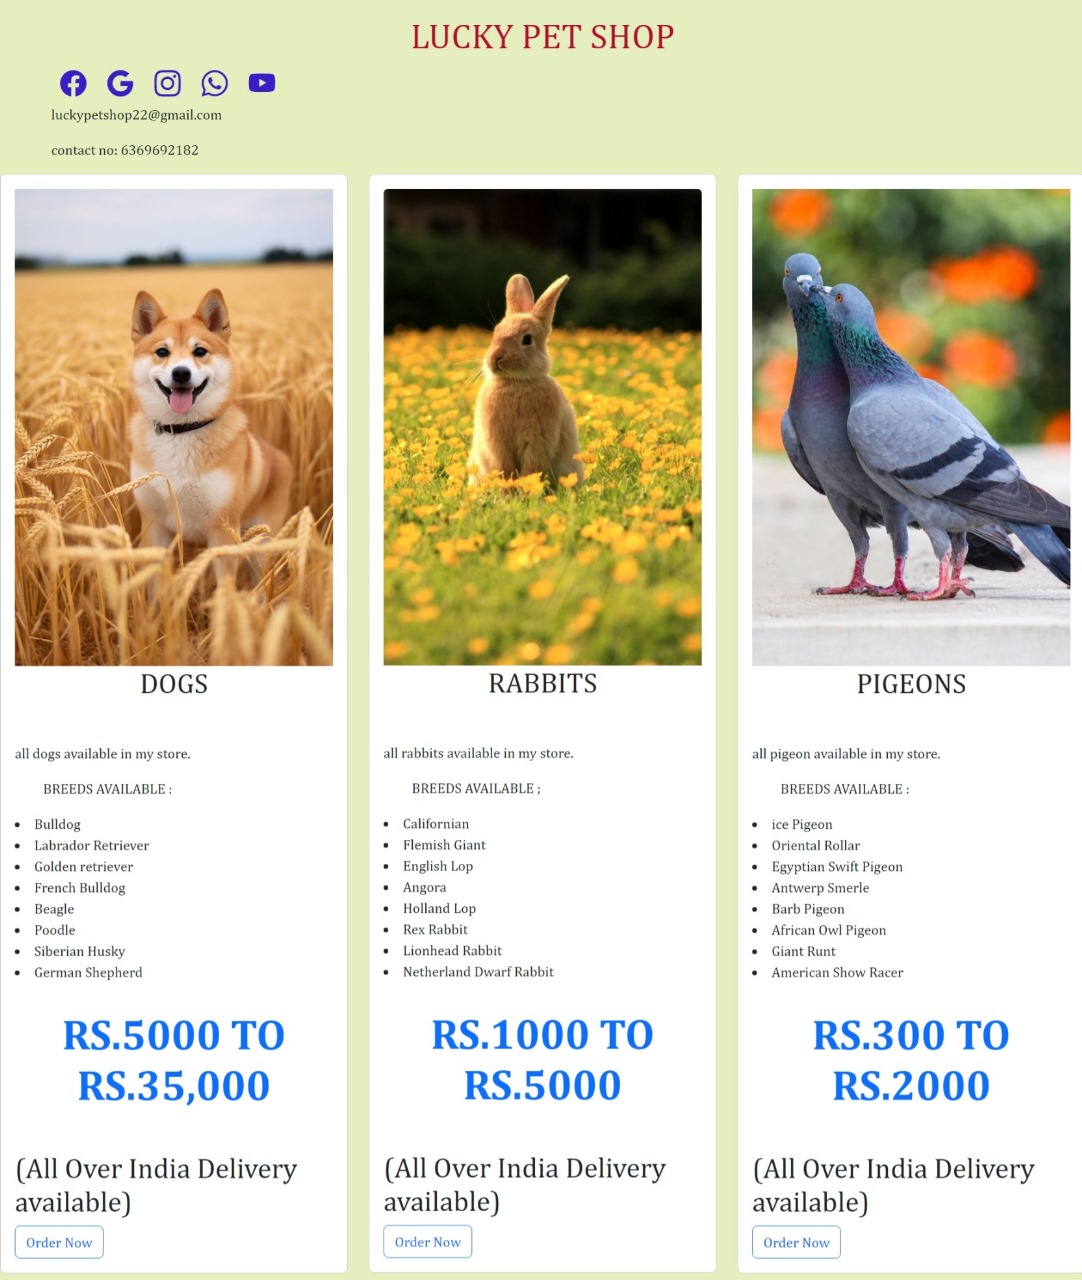 LUCKY PET SHOP
luckypetshop22@gmail.com
contact no: 6369692182
DOGS
all dogs available in my store.
BREEDS AVAILABLE :
Bulldog
Labrador Retriever
Golden retriever
French Bulldog
Beagle
Poodle
Siberian Husky
German Shepherd
RS.5000 TO
RS.35,000
(All Over India Delivery
available)
Order Now
RABBITS
all rabbits available in my store.
BREEDS AVAILABLE ;
Californian
Flemish Giant
English Lop
Angora
Holland Lop
Rex Rabbit
Lionhead Rabbit
Netherland Dwarf Rabbit
RS.1000 TO
RS.5000
(All Over India Delivery
available)
Order Now
PIGEONS
all pigeon available in my store.
BREEDS AVAILABLE :
ice Pigeon
Oriental Rollar
Egyptian Swift Pigeon
Antwerp Smerle
Barb Pigeon
African Owl Pigeon
Giant Runt
American Show Racer
RS.300 TO
RS.2000
(All Over India Delivery
available)
Order Now